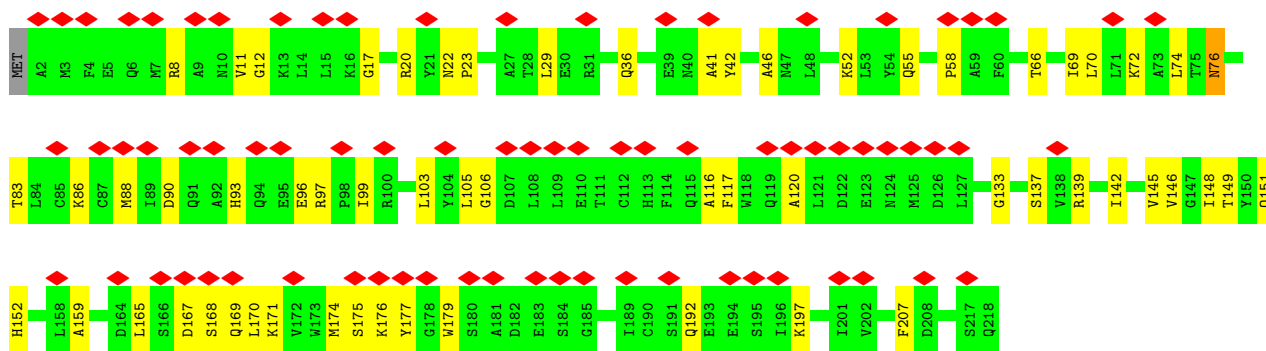 MET A2 M3 F4 E5 Q6 M7 R8 A9 N10 V11 G12 K13 L14 L15 K16 G17 R20 Y21 N22 P23 A27 T28 L29 E30 R31 Q36 E39 N40 A41 Y42 A46 N47 L48 K52 L53 Y54 Q55 P58 A59 F60 T66 I69 L70 L71 K72 A73 L74 T75 N76
T83 L84 C85 K86 C87 M88 I89 D90 Q91 A92 H93 Q94 E95 E96 R97 P98 I99 R100 L103 Y104 L105 G106 D107 L108 L109 E110 T111 C112 H113 F114 Q115 A116 F117 W118 Q119 A120 L121 D122 E123 N124 M125 D126 L127 G133 S137 V138 R139 I142 V145 V146 G147 I148 T149 Y150 Q151
H152 L158 A159 D164 L165 S166 D167 S168 Q169 L170 K171 V172 W173 M174 S175 K176 Y177 G178 W179 S180 A181 D182 E183 S184 G185 I189 C190 S191 Q192 E193 E194 S195 I196 K197 I201 V202 F207 D208 S217 Q218